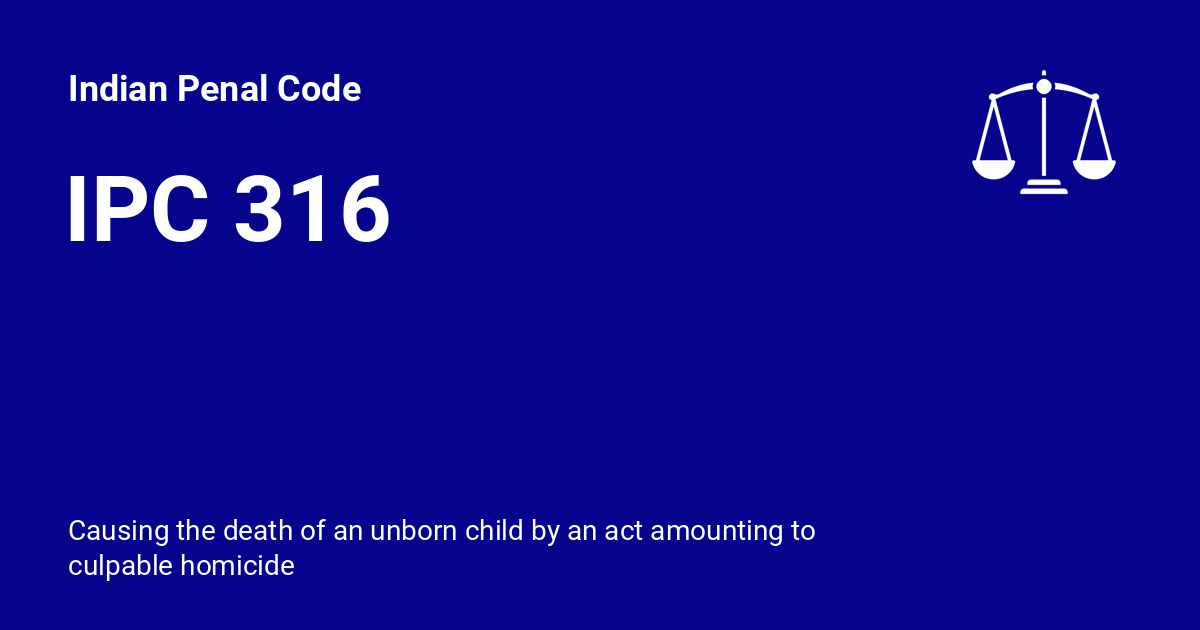 Indian Penal Code
IPC 316
Causing the death of an unborn child by an act amounting to
culpable homicide